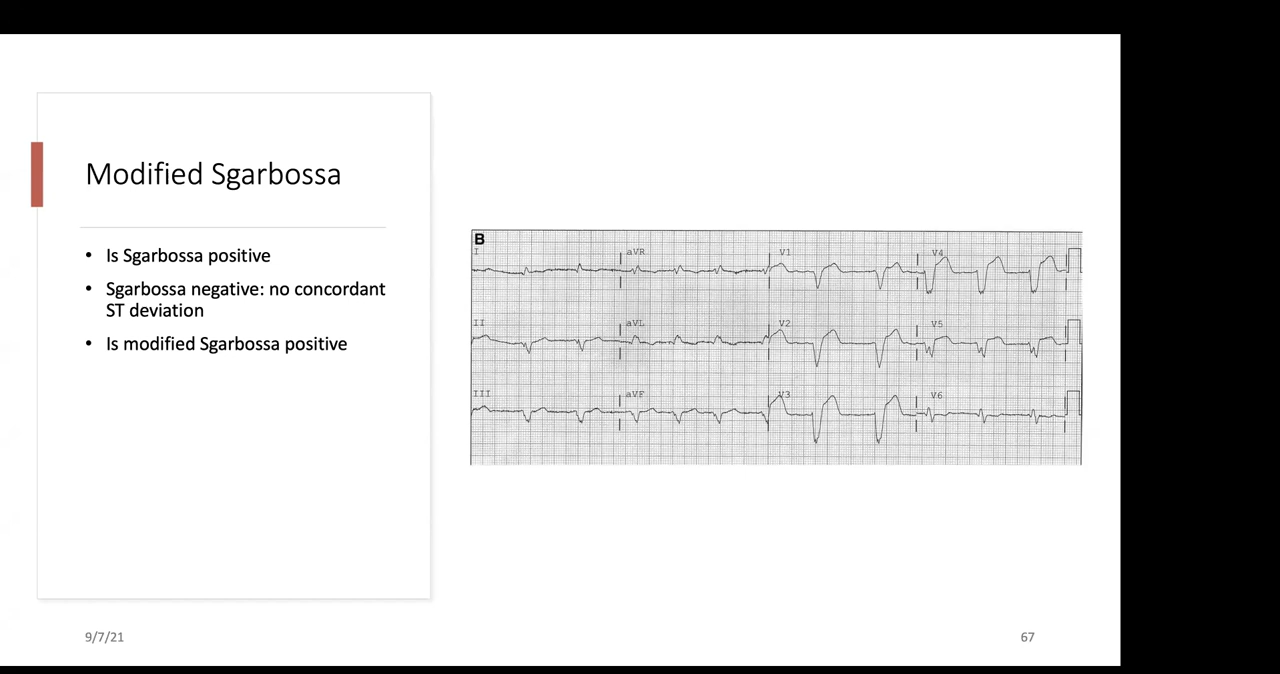 Modified Sgarbossa
• Is Sgarbossa positive
• Sgarbossa negative: no concordant
ST deviation
• Is modified Sgarbossa positive
B
I
aVR
V1
V4
II
aVL
V2
V5
III
aVF
V3
V6
9/7/21
67